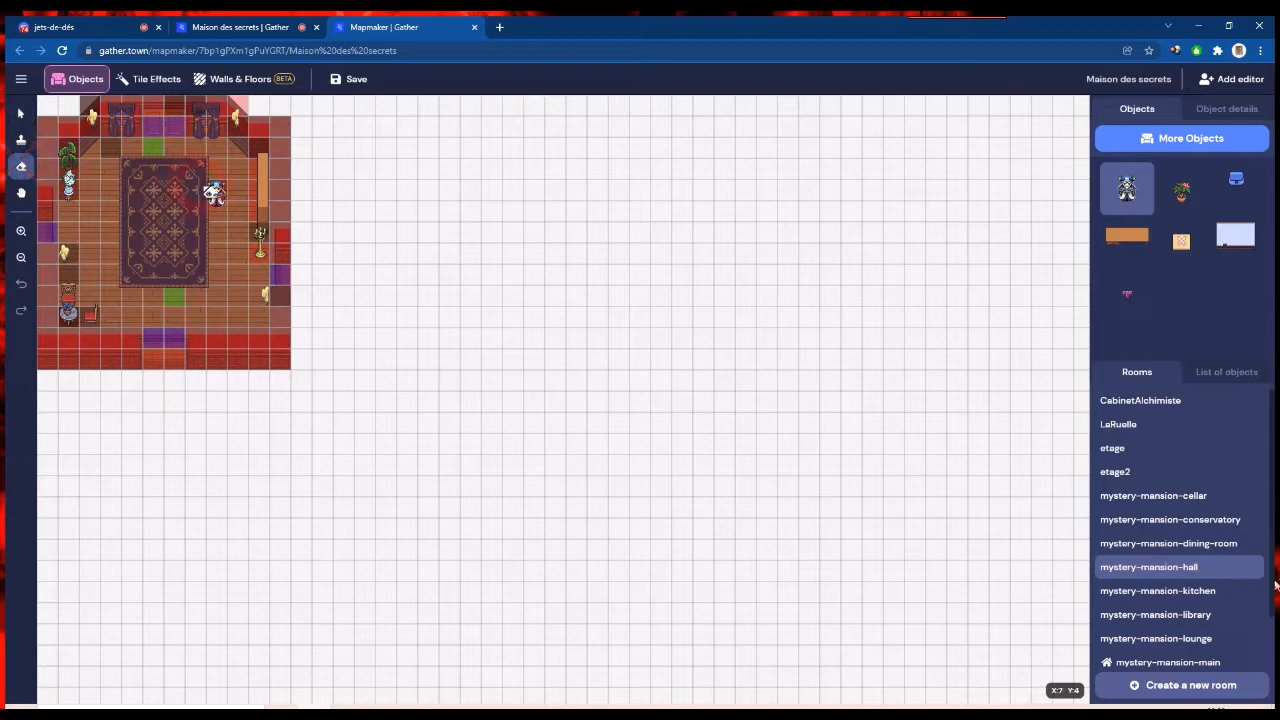 jets-de-dés
Maison des secrets | Gather
Mapmaker | Gather
gather.town/mapmaker/7bp1gPXm1gPuYGRT/Maison%20des%20secrets
Objects
Tile Effects
Walls & Floors BETA
Save
Maison des secrets
Add editor
Objects
Object details
More Objects
Rooms
List of objects
CabinetAlchimiste
LaRuelle
etage
etage2
mystery-mansion-cellar
mystery-mansion-conservatory
mystery-mansion-dining-room
mystery-mansion-hall
mystery-mansion-kitchen
mystery-mansion-library
mystery-mansion-lounge
mystery-mansion-main
Create a new room
X:7 Y:4